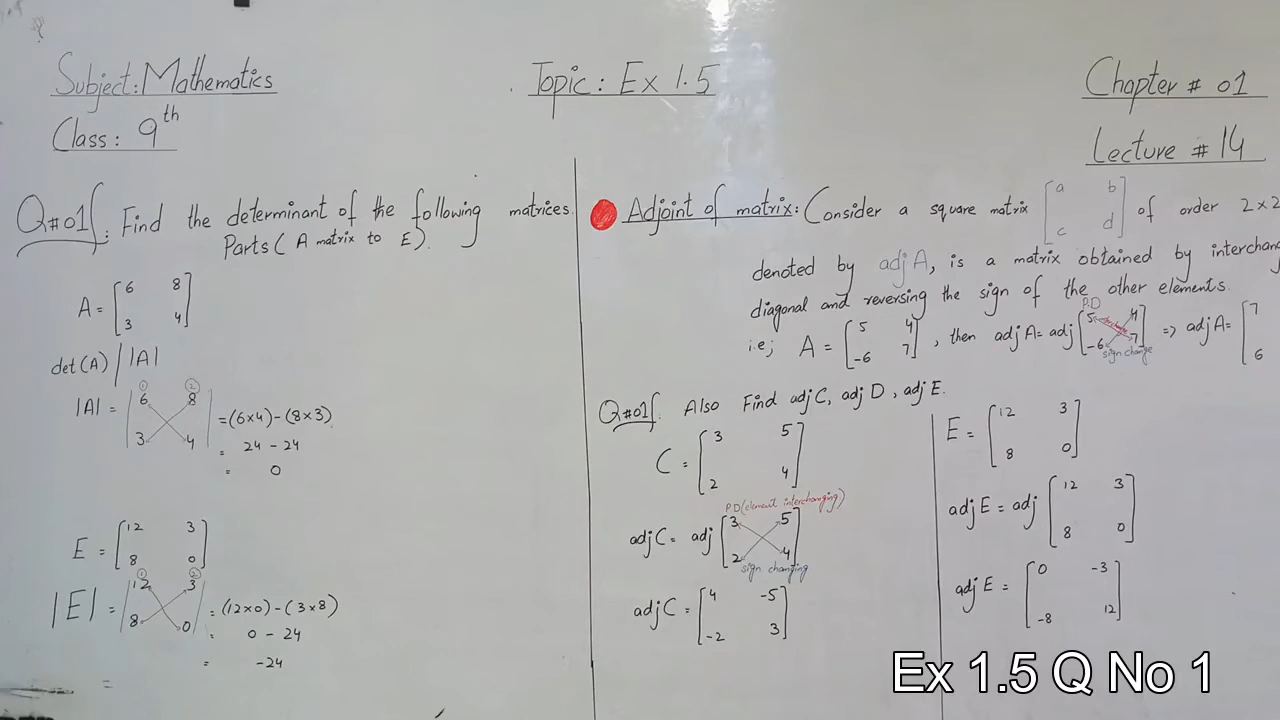 Subject: Mathematics
Topic: Ex 1.5
Chapter # 01
Class: 9th
Lecture # 14
Q#01: Find the determinant of the following matrices.
Parts (A matrix to E).
A = [6 8
3 4]
det(A) / |A|
|A| = |6 8
3 4|
① ②
= (6×4)-(8×3)
= 24-24
= 0
E = [12 3
8 0]
|E| = |12 3
8 0|
① ②
= (12×0)-(3×8)
= 0-24
= -24
=
Adjoint of matrix: Consider a square matrix [a b
c d] of order 2×2
denoted by adj A, is a matrix obtained by interchan
diagonal and reversing the sign of the other elements.
i.e; A = [5 4
-6 7], then adj A = adj [5 4
-6 7] => adj A = [7
6
P.D
sign change
Q#01. Also Find adj C, adj D, adj E.
C = [3 5
2 4]
P.D (element interchanging)
adj C = adj [3 5
2 4]
sign changing
adj C = [4 -5
-2 3]
E = [12 3
8 0]
adj E = adj [12 3
8 0]
adj E = [0 -3
-8 12]
Ex 1.5 Q No 1